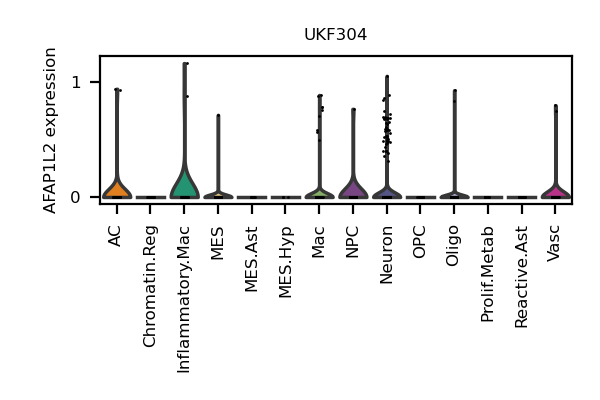 UKF304
AFAP1L2 expression
1
0
AC
Chromatin.Reg
Inflammatory.Mac
MES
MES.Ast
MES.Hyp
Mac
NPC
Neuron
OPC
Oligo
Prolif.Metab
Reactive.Ast
Vasc